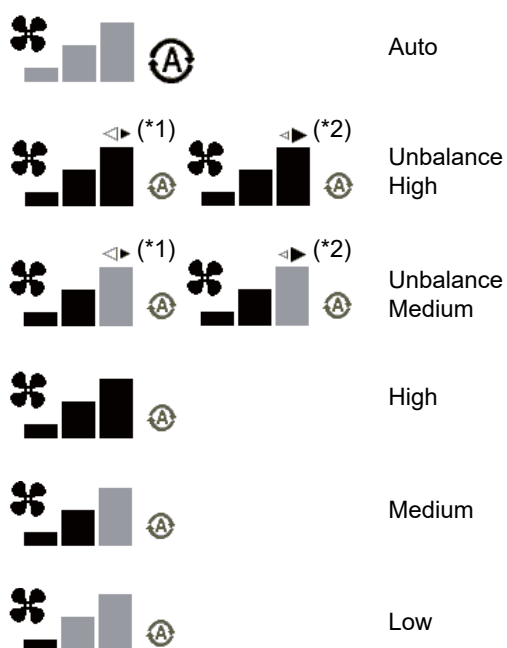 A
Auto
(*1) (*2)
A A
Unbalance
High
(*1) (*2)
A A
Unbalance
Medium
A
High
A
Medium
A
Low